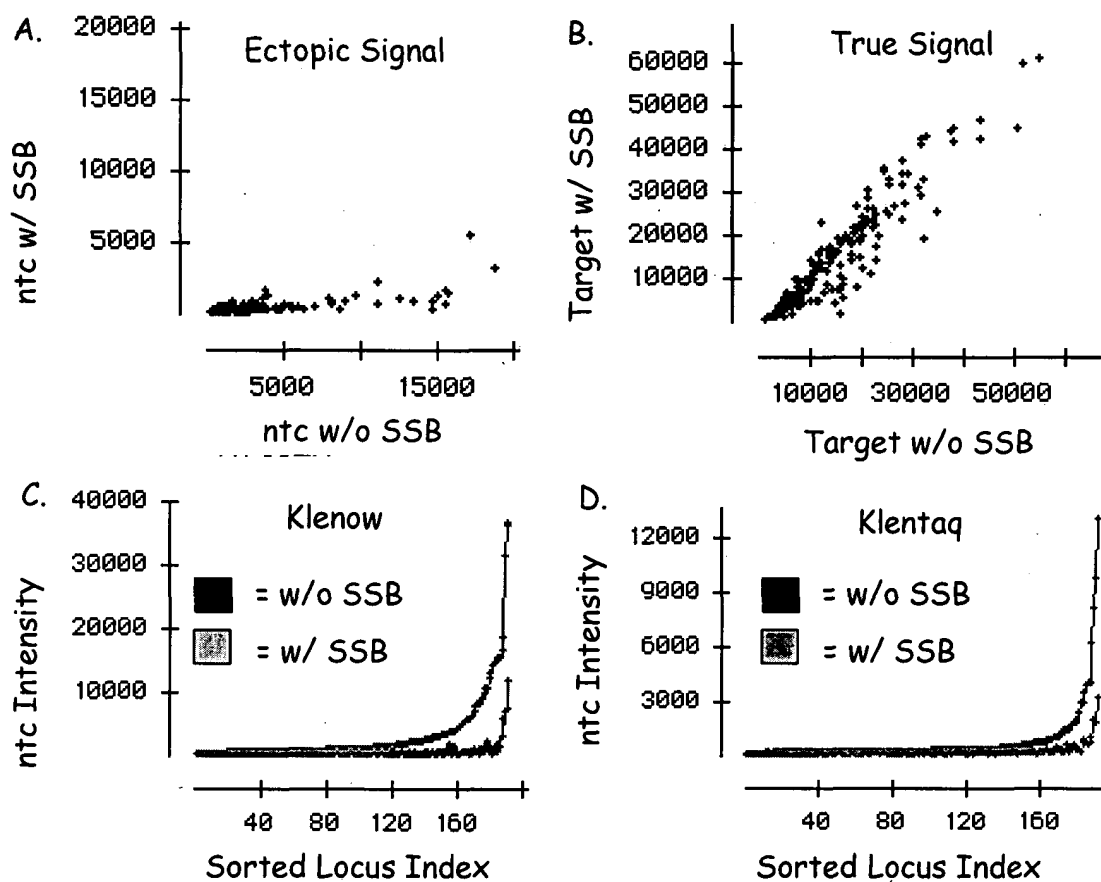 A.
Ectopic Signal
20000
15000
10000
5000
ntc w/ SSB
5000
15000
ntc w/o SSB
B.
True Signal
60000
50000
40000
30000
20000
10000
Target w/ SSB
10000
30000
50000
Target w/o SSB
C.
Klenow
40000
30000
20000
10000
ntc Intensity
= w/o SSB
= w/ SSB
40
80
120
160
Sorted Locus Index
D.
Klentaq
12000
9000
6000
3000
ntc Intensity
= w/o SSB
= w/ SSB
40
80
120
160
Sorted Locus Index